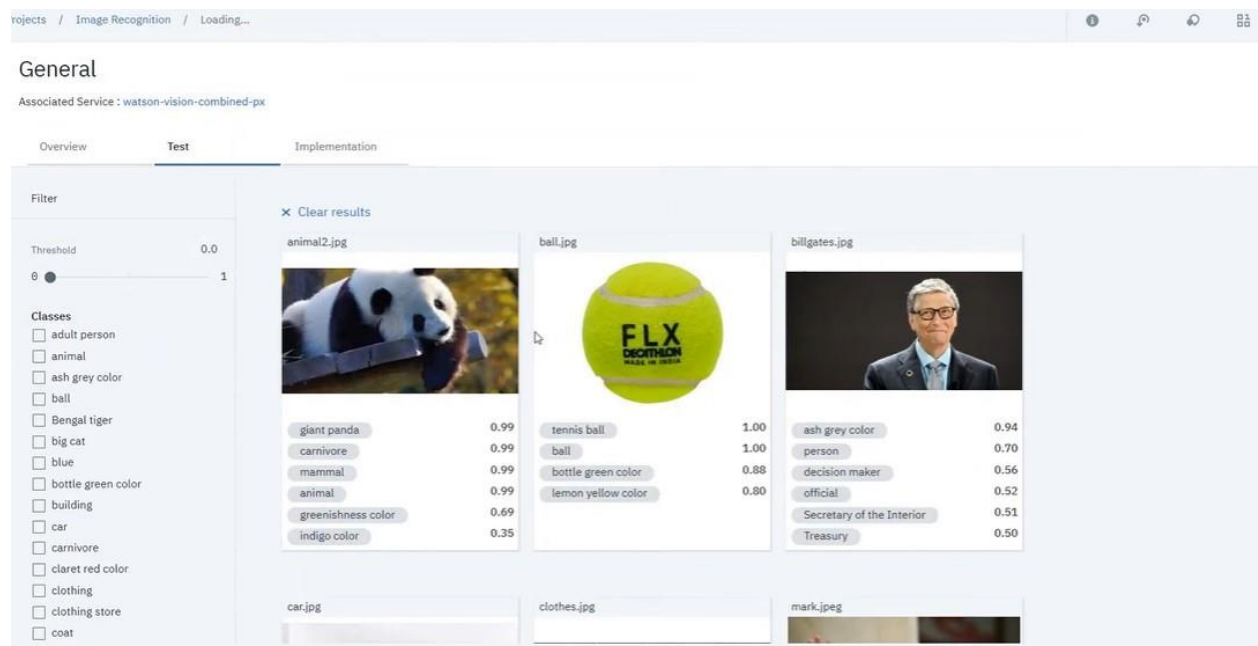 rojects / Image Recognition / Loading...
General
Associated Service : watson-vision-combined-px
Overview Test Implementation
Filter
Threshold 0.0
0 1
Classes
adult person
animal
ash grey color
ball
Bengal tiger
big cat
blue
bottle green color
building
car
carnivore
claret red color
clothing
clothing store
coat
× Clear results
animal2.jpg
giant panda 0.99
carnivore 0.99
mammal 0.99
animal 0.99
greenishness color 0.69
indigo color 0.35
ball.jpg
FLX
DECATHLON
MADE IN INDIA
tennis ball 1.00
ball 1.00
bottle green color 0.88
lemon yellow color 0.80
billgates.jpg
ash grey color 0.94
person 0.70
decision maker 0.56
official 0.52
Secretary of the Interior 0.51
Treasury 0.50
car.jpg
clothes.jpg
mark.jpeg